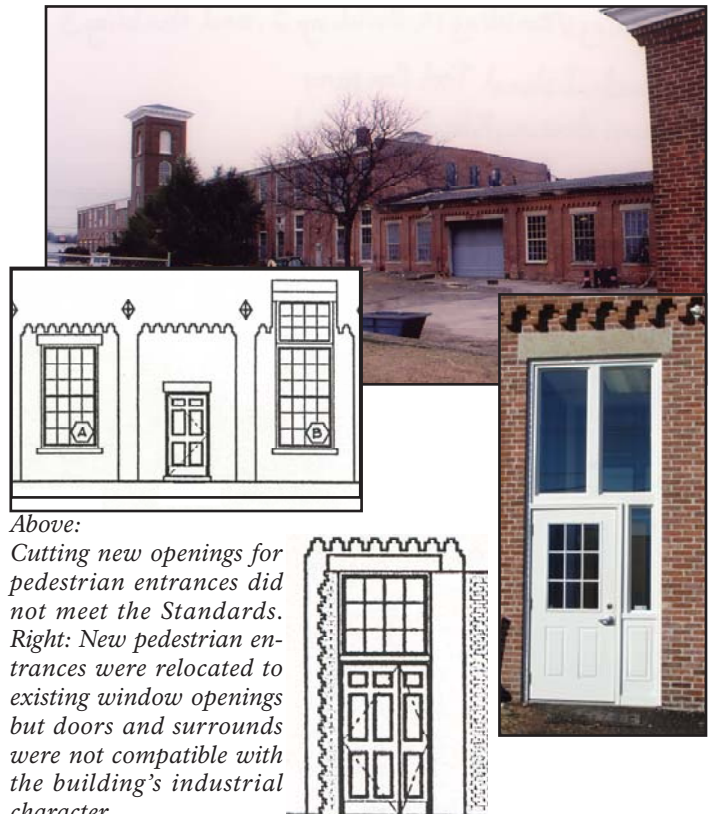 A
B
Above:
Cutting new openings for
pedestrian entrances did
not meet the Standards.
Right: New pedestrian en-
trances were relocated to
existing window openings
but doors and surrounds
were not compatible with
the building's industrial
character.